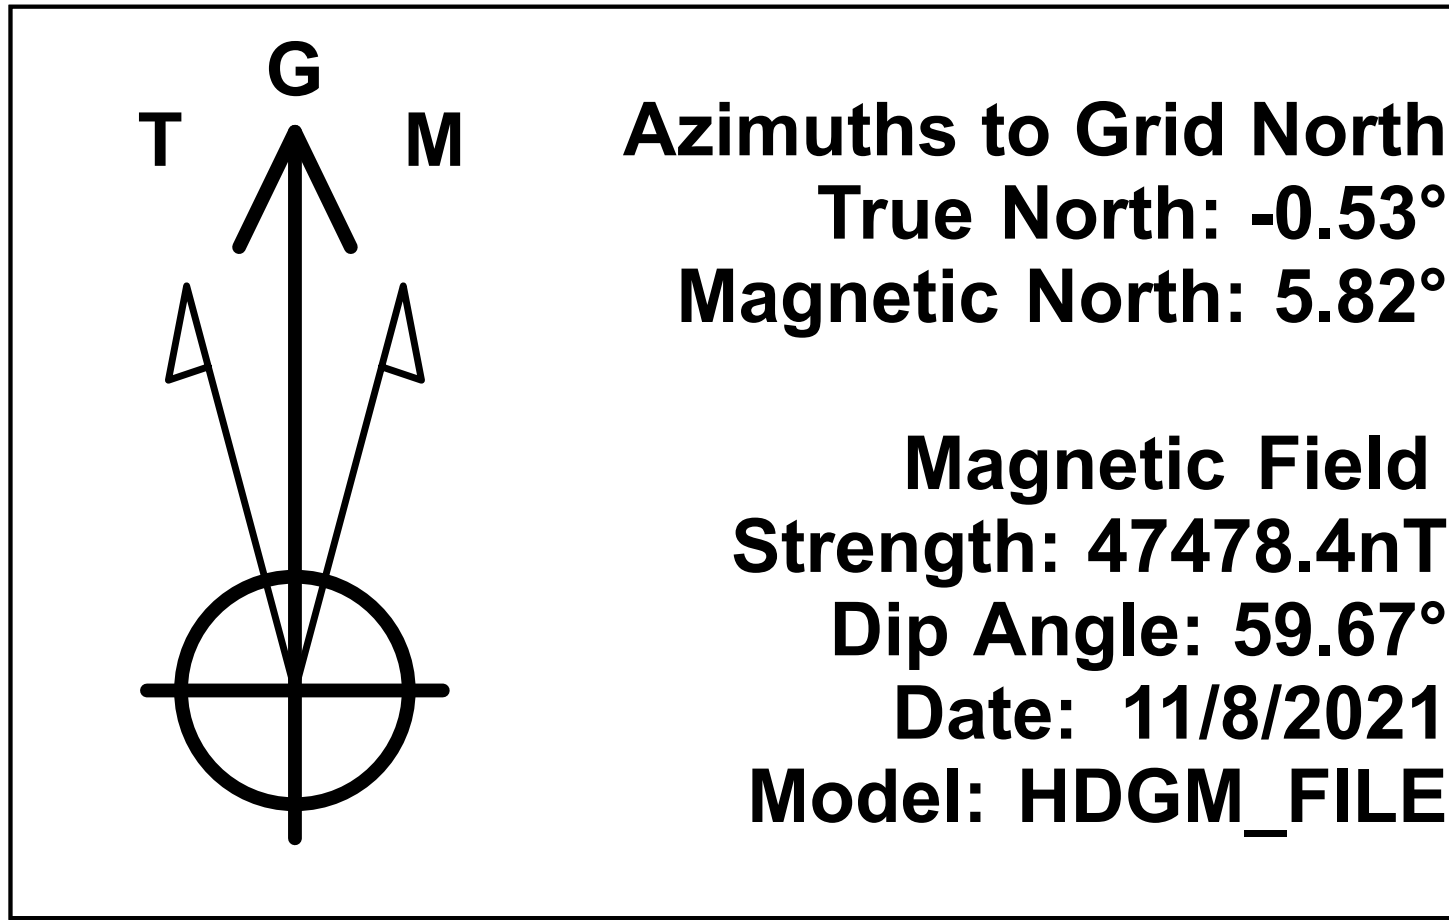 G
T
M
Azimuths to Grid North
True North: -0.53°
Magnetic North: 5.82°
Magnetic Field
Strength: 47478.4nT
Dip Angle: 59.67°
Date: 11/8/2021
Model: HDGM_FILE